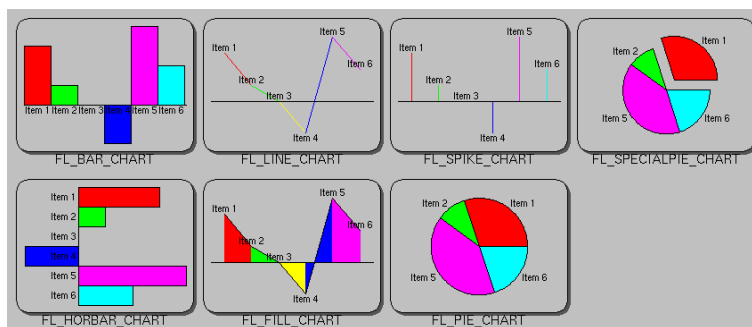 Item 1 Item 2 Item 3 Item 4 Item 5 Item 6
FL_BAR_CHART
Item 1
Item 2
Item 3
Item 4
Item 5
Item 6
FL_LINE_CHART
Item 1
Item 2
Item 3
Item 4
Item 5
Item 6
FL_SPIKE_CHART
Item 1
Item 2
Item 5
Item 6
FL_SPECIALPIE_CHART
Item 1
Item 2
Item 3
Item 4
Item 5
Item 6
FL_HORBAR_CHART
Item 1
Item 2
Item 3
Item 4
Item 5
Item 6
FL_FILL_CHART
Item 1
Item 2
Item 5
Item 6
FL_PIE_CHART